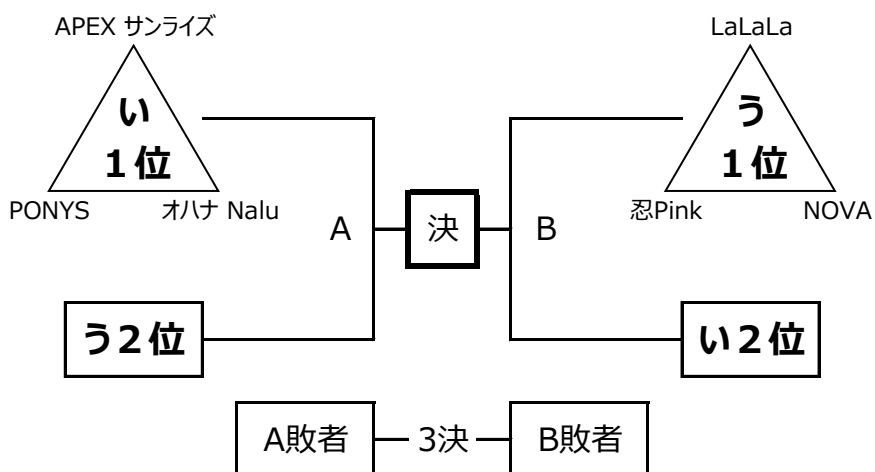 APEX サンライズ
LaLaLa
い
1位
う
1位
PONYS
オハナ Nalu
忍Pink
NOVA
A
決
B
う2位
い2位
A敗者
3決
B敗者